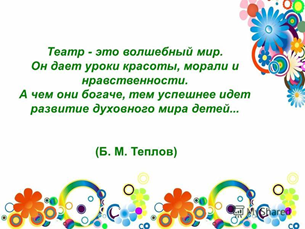 Театр - это волшебный мир.
Он дает уроки красоты, морали и
нравственности.
А чем они богаче, тем успешнее идет
развитие духовного мира детей...
(Б. М. Теплов)
MyShared